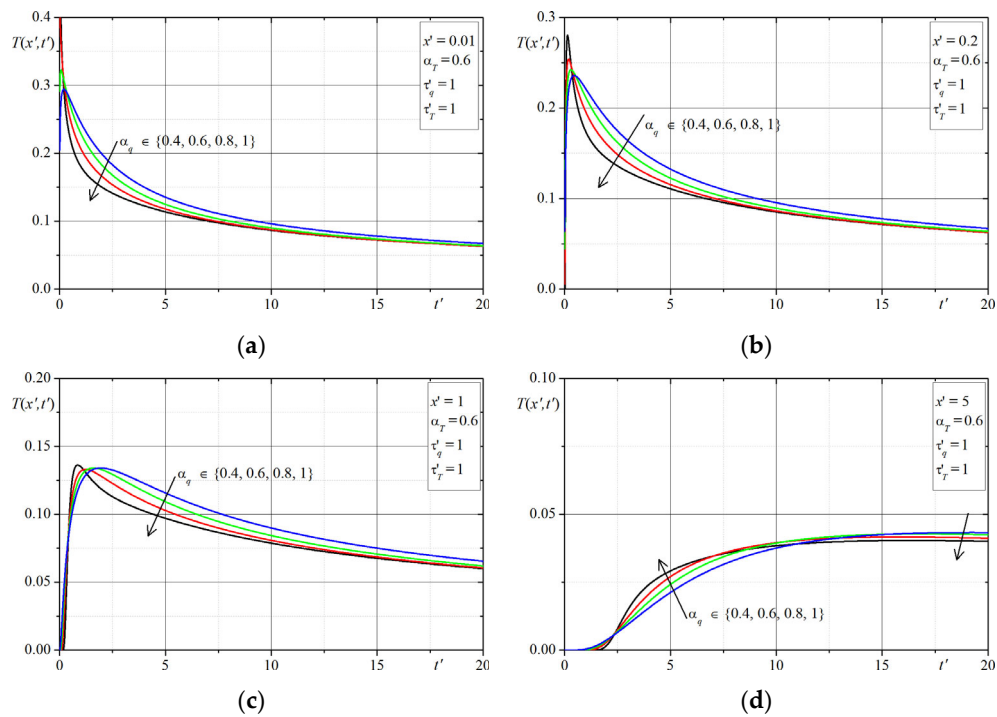 0.4
T(x′,t′)
0.3
0.2
0.1
0.0
x' = 0.01
α_T = 0.6
τ'_q = 1
τ'_T = 1
α_q ∈ {0.4, 0.6, 0.8, 1}
0 5 10 t′ 15 20
(a)
0.3
T(x′,t′)
0.2
0.1
0.0
x' = 0.2
α_T = 0.6
τ'_q = 1
τ'_T = 1
α_q ∈ {0.4, 0.6, 0.8, 1}
0 5 10 t′ 15 20
(b)
0.20
T(x′,t′)
0.15
0.10
0.05
0.00
x' = 1
α_T = 0.6
τ'_q = 1
τ'_T = 1
α_q ∈ {0.4, 0.6, 0.8, 1}
0 5 10 t′ 15 20
(c)
0.10
T(x′,t′)
0.05
0.00
x' = 5
α_T = 0.6
τ'_q = 1
τ'_T = 1
α_q ∈ {0.4, 0.6, 0.8, 1}
0 5 10 t′ 15 20
(d)